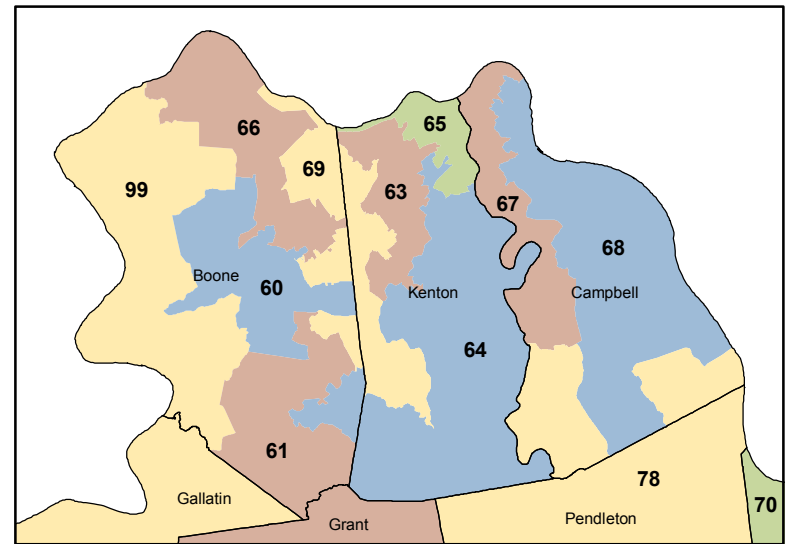 65
66
69
99
63
67
68
Boone
60
Kenton
Campbell
64
61
78
Gallatin
70
Grant
Pendleton